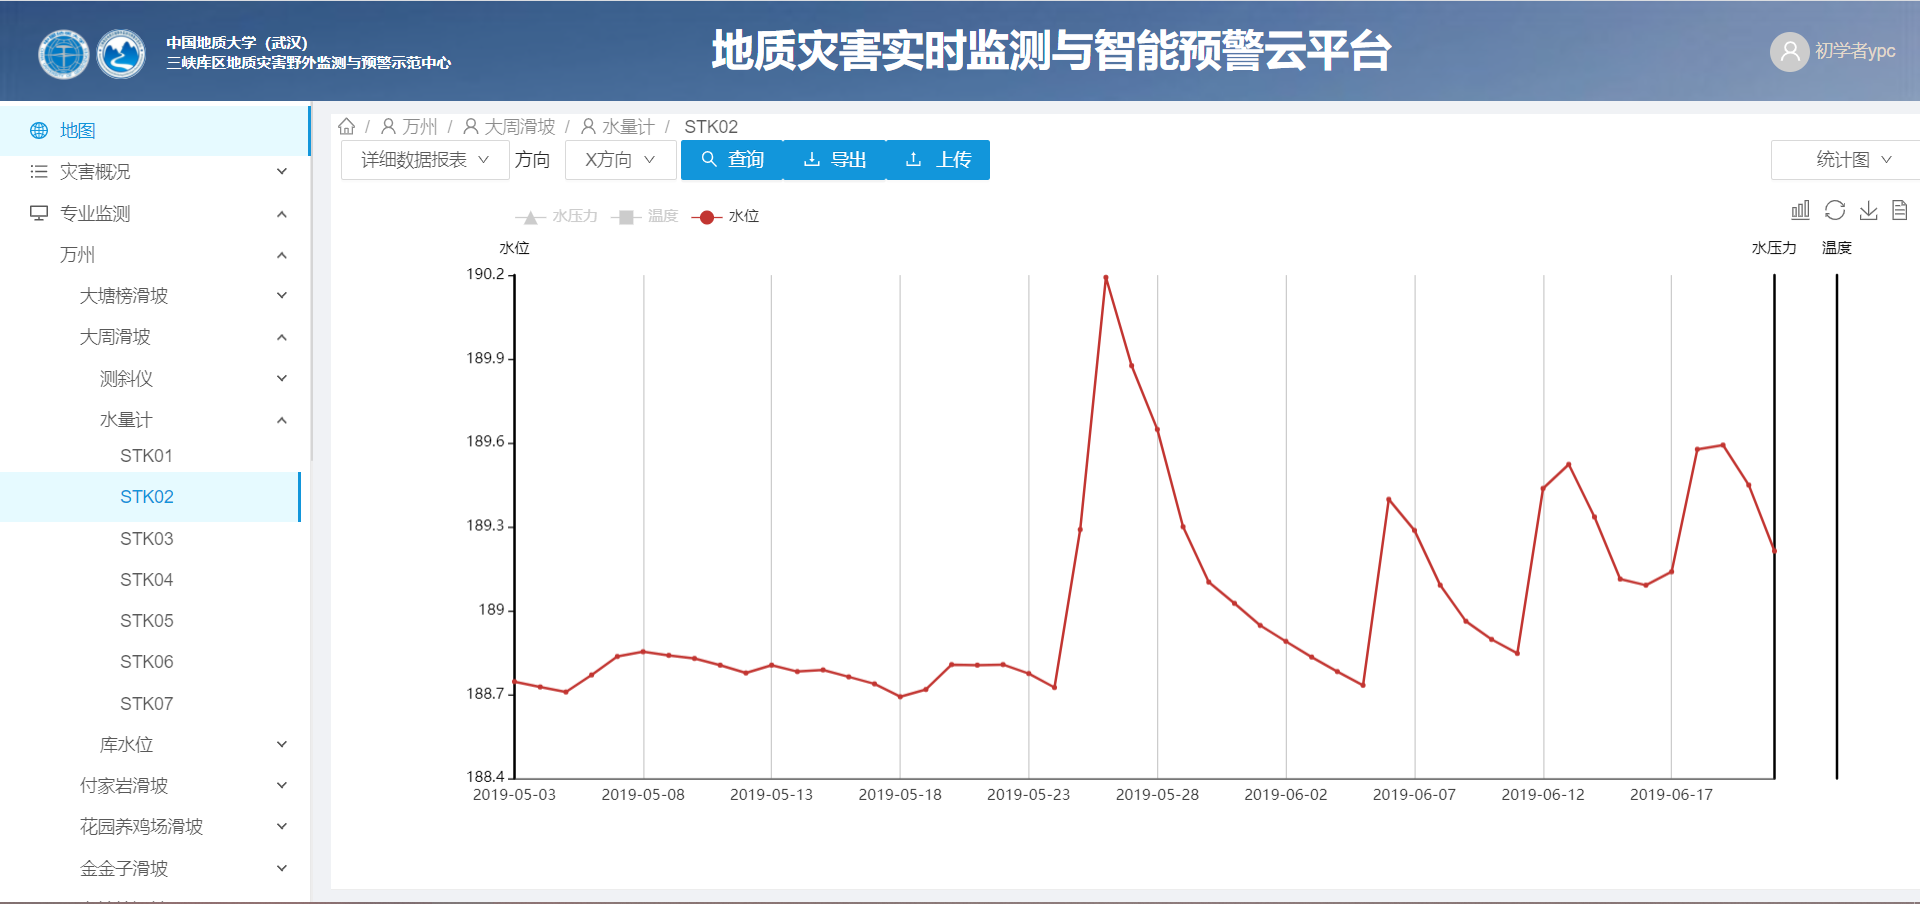 中国地质大学（武汉）
三峡库区地质灾害野外监测与预警示范中心
地质灾害实时监测与智能预警云平台
初学者ypc
地图
灾害概况
专业监测
万州
大塘榜滑坡
大周滑坡
测斜仪
水量计
STK01
STK02
STK03
STK04
STK05
STK06
STK07
库水位
付家岩滑坡
花园养鸡场滑坡
金金子滑坡
/ 万州 / 大周滑坡 / 水量计 / STK02
详细数据报表 方向 X方向 查询 导出 上传 统计图
水压力 温度 水位
水位 水压力 温度
190.2
189.9
189.6
189.3
189
188.7
188.4
2019-05-03 2019-05-08 2019-05-13 2019-05-18 2019-05-23 2019-05-28 2019-06-02 2019-06-07 2019-06-12 2019-06-17